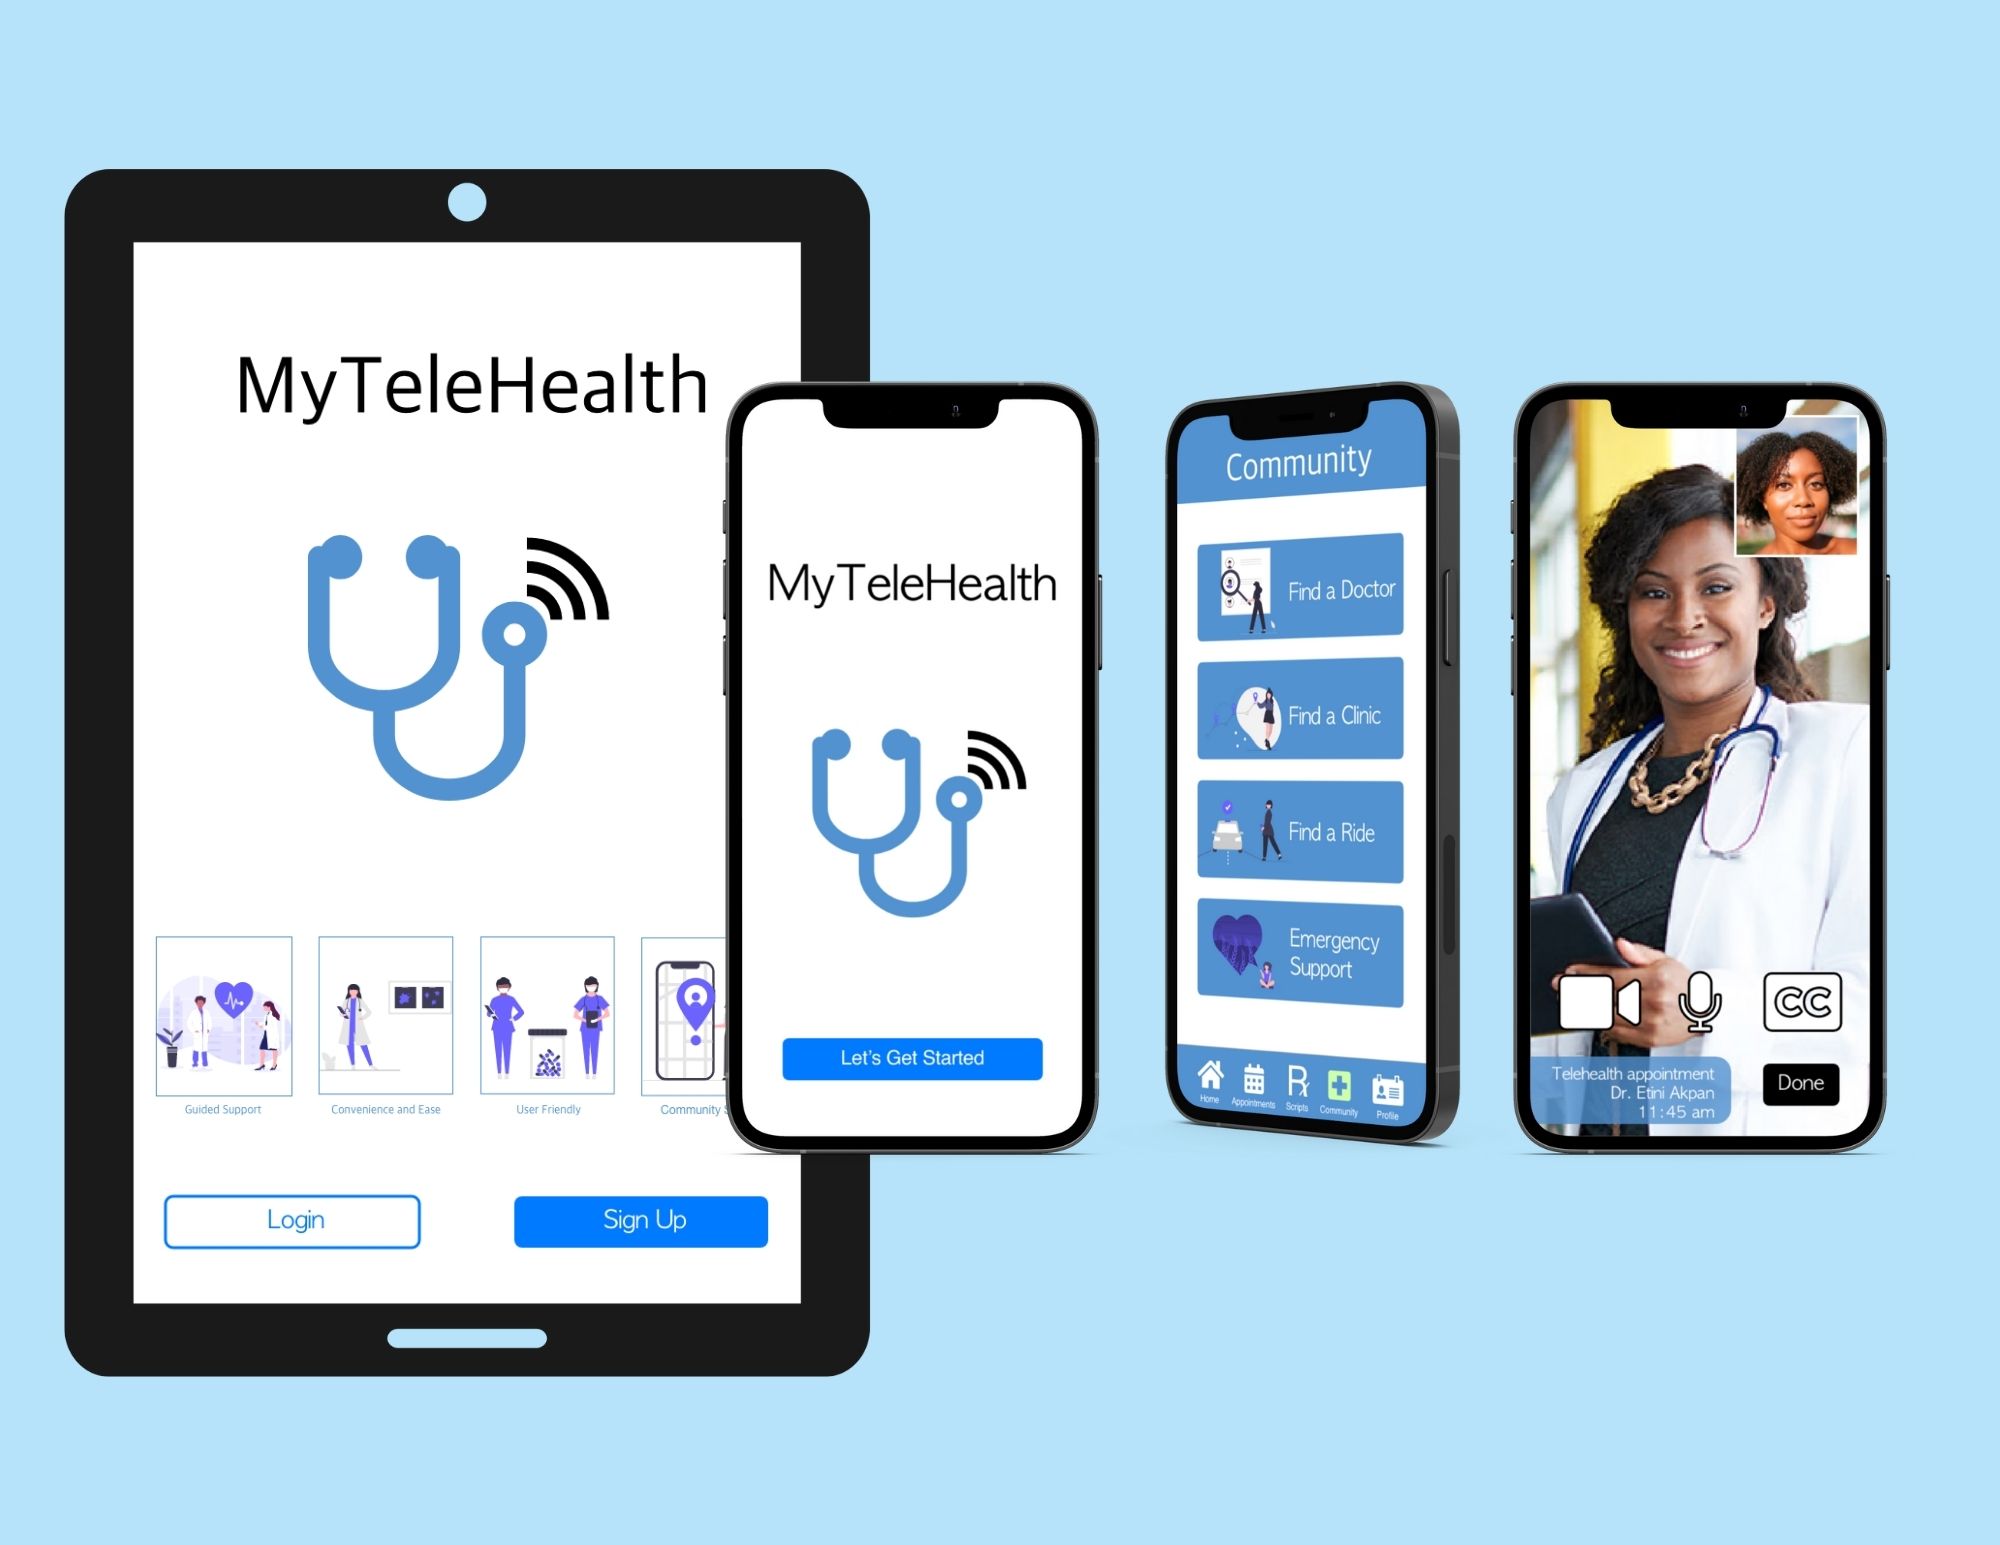 MyTeleHealth
Guided Support
Convenience and Ease
User Friendly
Community
Login
Sign Up
MyTeleHealth
Let's Get Started
Community
Find a Doctor
Find a Clinic
Find a Ride
Emergency
Support
Home
Appointments
Scripts
Community
Profile
CC
Telehealth appointment
Dr. Etini Akpan
11:45 am
Done